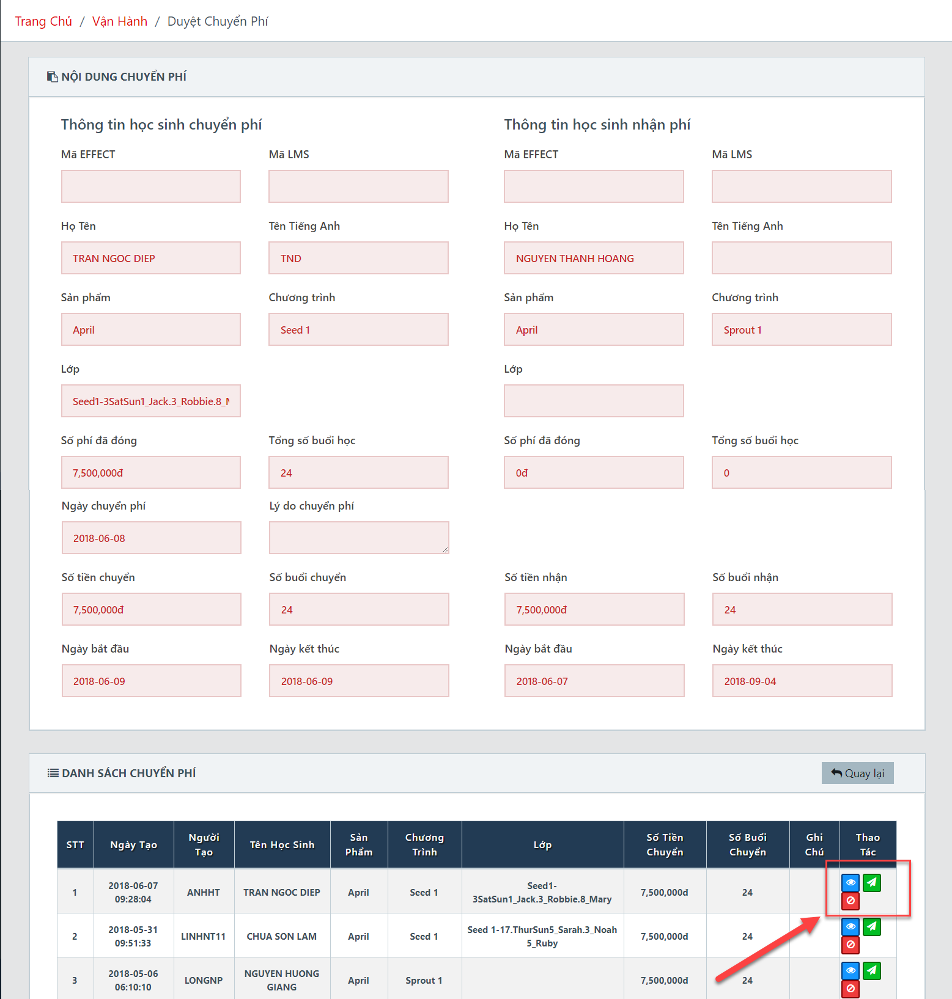 Trang Chủ / Vận Hành / Duyệt Chuyển Phí
NỘI DUNG CHUYỂN PHÍ
Thông tin học sinh chuyển phí
Thông tin học sinh nhận phí
Mã EFFECT
Mã LMS
Mã EFFECT
Mã LMS
Họ Tên
Tên Tiếng Anh
Họ Tên
Tên Tiếng Anh
TRAN NGOC DIEP
TND
NGUYEN THANH HOANG
Sản phẩm
Chương trình
Sản phẩm
Chương trình
April
Seed 1
April
Sprout 1
Lớp
Lớp
Seed1-3SatSun1_Jack.3_Robbie.8_M
Số phí đã đóng
Tổng số buổi học
Số phí đã đóng
Tổng số buổi học
7,500,000đ
24
0đ
0
Ngày chuyển phí
Lý do chuyển phí
2018-06-08
Số tiền chuyển
Số buổi chuyển
Số tiền nhận
Số buổi nhận
7,500,000đ
24
7,500,000đ
24
Ngày bắt đầu
Ngày kết thúc
Ngày bắt đầu
Ngày kết thúc
2018-06-09
2018-06-09
2018-06-07
2018-09-04
DANH SÁCH CHUYỂN PHÍ
Quay lại
STT
Ngày Tạo
Người
Tạo
Tên Học Sinh
Sản
Phẩm
Chương
Trình
Lớp
Số Tiền
Chuyển
Số Buổi
Chuyển
Ghi
Chú
Thao
Tác
1
2018-06-07
09:28:04
ANHHT
TRAN NGOC DIEP
April
Seed 1
Seed1-
3SatSun1_Jack.3_Robbie.8_Mary
7,500,000đ
24
2
2018-05-31
09:51:33
LINHNT11
CHUA SON LAM
April
Seed 1
Seed 1-17.ThurSun5_Sarah.3_Noah
5_Ruby
7,500,000đ
24
3
2018-05-06
06:10:10
LONGNP
NGUYEN HUONG
GIANG
April
Sprout 1
7,500,000đ
24